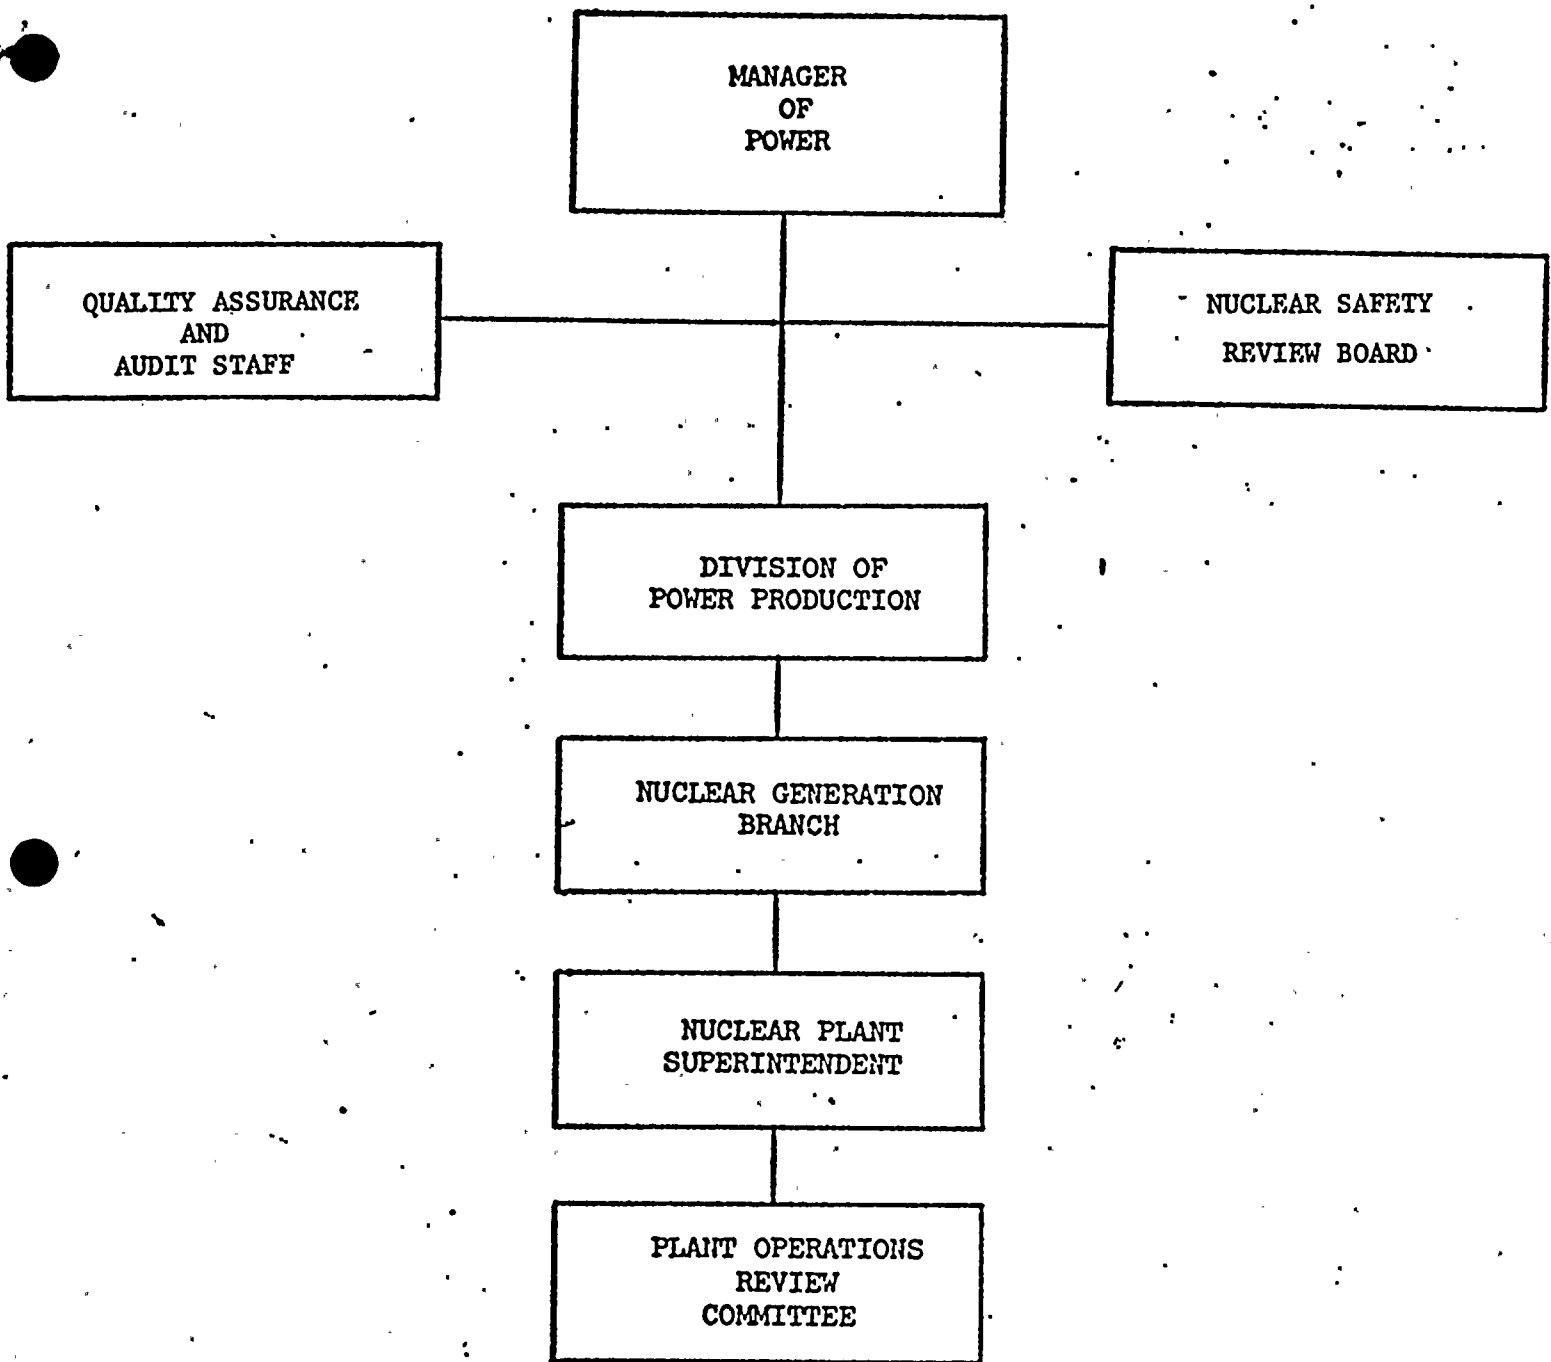 MANAGER
OF
POWER
QUALITY ASSURANCE
AND
AUDIT STAFF
NUCLEAR SAFETY
REVIEW BOARD
DIVISION OF
POWER PRODUCTION
NUCLEAR GENERATION
BRANCH
NUCLEAR PLANT
SUPERINTENDENT
PLANT OPERATIONS
REVIEW
COMMITTEE